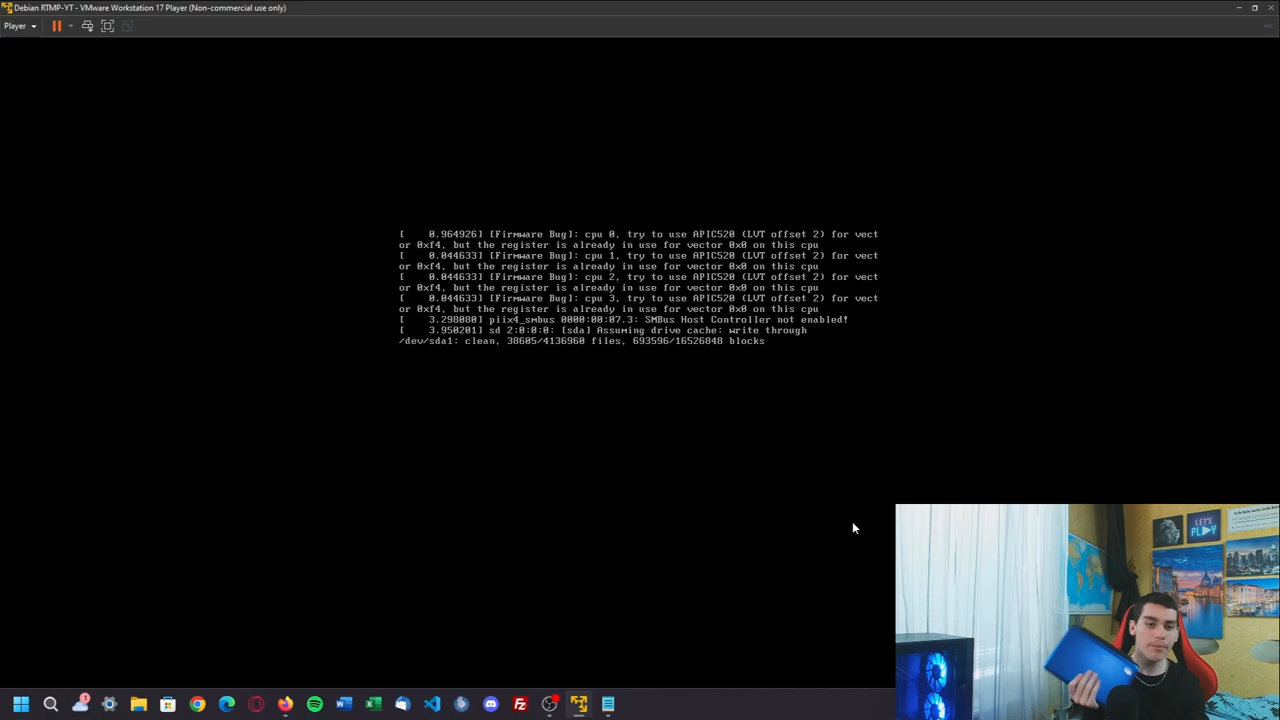 Debian RTMP-YT - VMware Workstation 17 Player (Non-commercial use only)
Player
[    0.964926] [Firmware Bug]: cpu 0, try to use APIC520 (LVT offset 2) for vect
or 0xf4, but the register is already in use for vector 0x0 on this cpu
[    0.044633] [Firmware Bug]: cpu 1, try to use APIC520 (LVT offset 2) for vect
or 0xf4, but the register is already in use for vector 0x0 on this cpu
[    0.044633] [Firmware Bug]: cpu 2, try to use APIC520 (LVT offset 2) for vect
or 0xf4, but the register is already in use for vector 0x0 on this cpu
[    0.044633] [Firmware Bug]: cpu 3, try to use APIC520 (LVT offset 2) for vect
or 0xf4, but the register is already in use for vector 0x0 on this cpu
[    3.298080] piix4_smbus 0000:00:07.3: SMBus Host Controller not enabled!
[    3.950201] sd 2:0:0:0: [sda] Assuming drive cache: write through
/dev/sda1: clean, 38605/4136960 files, 693596/16526848 blocks
LET'S
PLAY